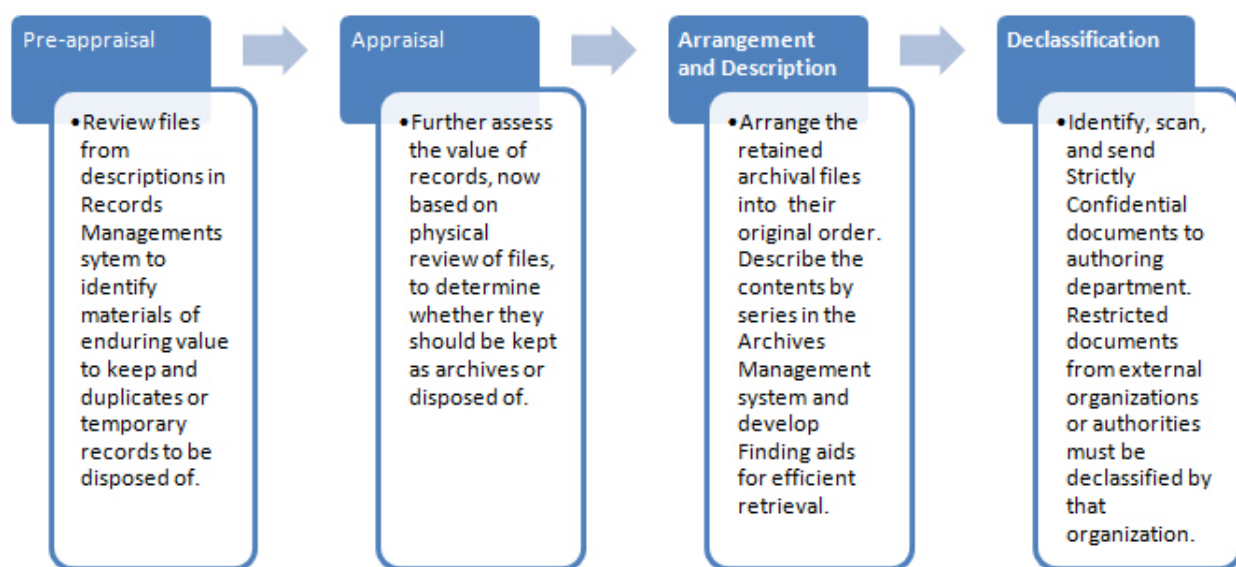 Pre-appraisal
•Review files
from
descriptions in
Records
Managements
sytem to
identify
materials of
enduring value
to keep and
duplicates or
temporary
records to be
disposed of.
Appraisal
•Further assess
the value of
records, now
based on
physical
review of files,
to determine
whether they
should be kept
as archives or
disposed of.
Arrangement
and Description
•Arrange the
retained
archival files
into their
original order.
Describe the
contents by
series in the
Archives
Management
system and
develop
Finding aids
for efficient
retrieval.
Declassification
•Identify, scan,
and send
Strictly
Confidential
documents to
authoring
department.
Restricted
documents
from external
organizations
or authorities
must be
declassified by
that
organization.